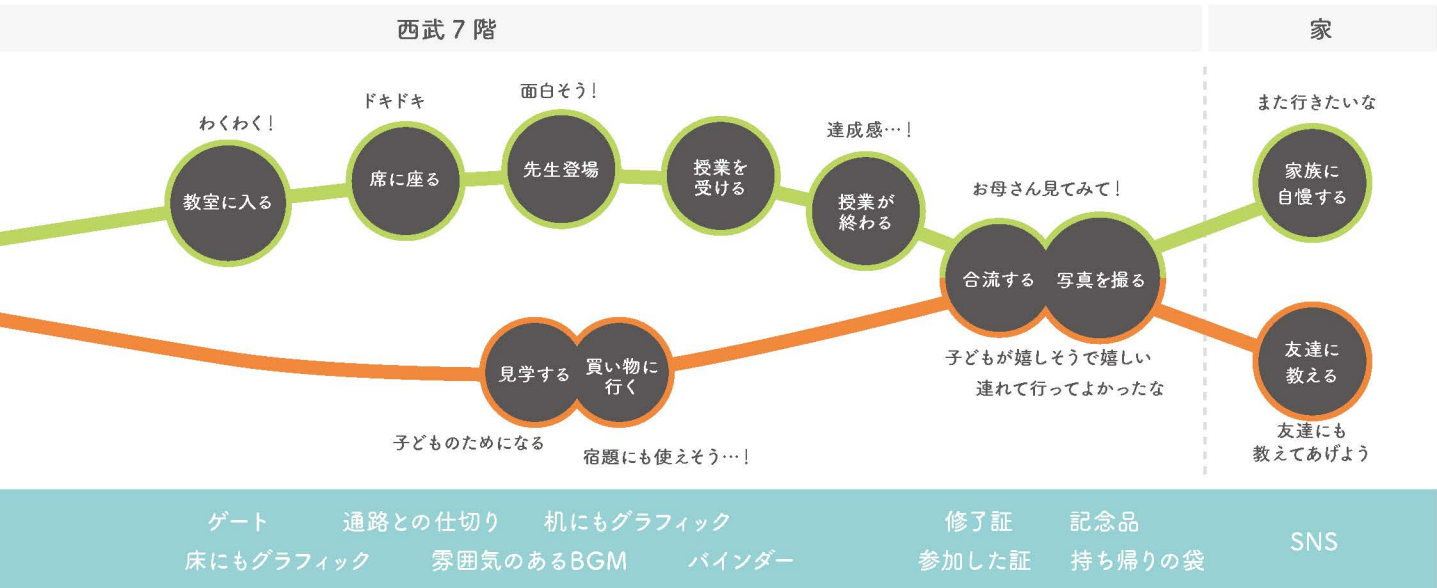 西武7階
家
わくわく！
ドキドキ
面白そう！
達成感…！
お母さん見てみて！
また行きたいな
教室に入る
席に座る
先生登場
授業を
受ける
授業が
終わる
合流する
写真を撮る
家族に
自慢する
見学する
買い物に
行く
友達に
教える
子どものためになる
宿題にも使えそう…！
子どもが嬉しそうで嬉しい
連れて行ってよかったな
友達にも
教えてあげよう
ゲート
通路との仕切り
机にもグラフィック
床にもグラフィック
雰囲気のあるBGM
バインダー
修了証
記念品
参加した証
持ち帰りの袋
SNS